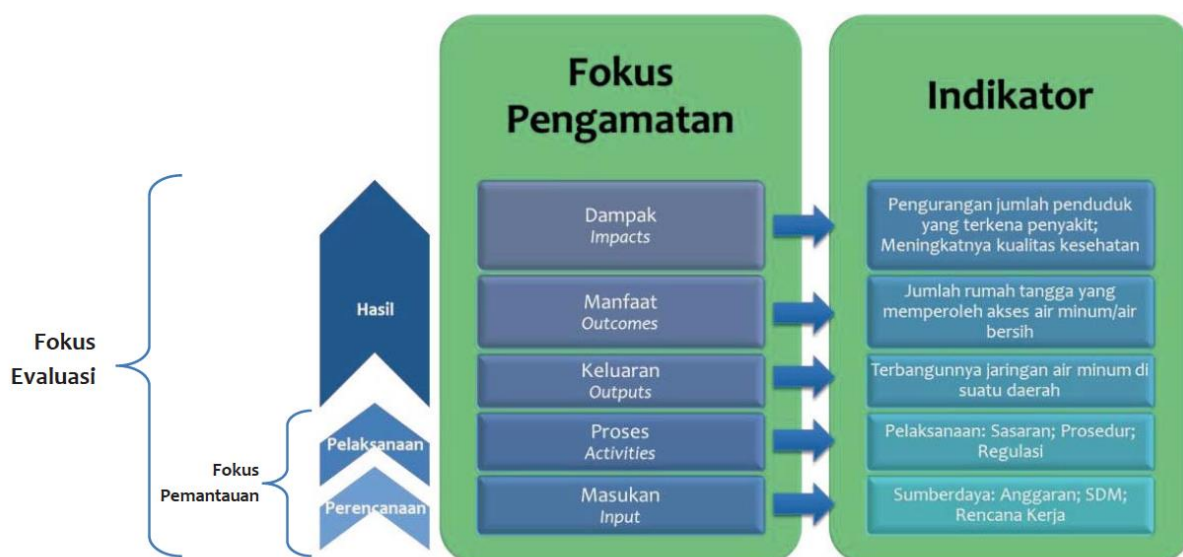 Fokus
Pengamatan
Indikator
Fokus
Evaluasi
Fokus
Pemantauan
Hasil
Pelaksanaan
Perencanaan
Dampak
Impacts
Pengurangan jumlah penduduk
yang terkena penyakit;
Meningkatnya kualitas kesehatan
Manfaat
Outcomes
Jumlah rumah tangga yang
memperoleh akses air minum/air
bersih
Keluaran
Outputs
Terbangunnya jaringan air minum di
suatu daerah
Proses
Activities
Pelaksanaan: Sasaran; Prosedur;
Regulasi
Masukan
Input
Sumberdaya: Anggaran; SDM;
Rencana Kerja